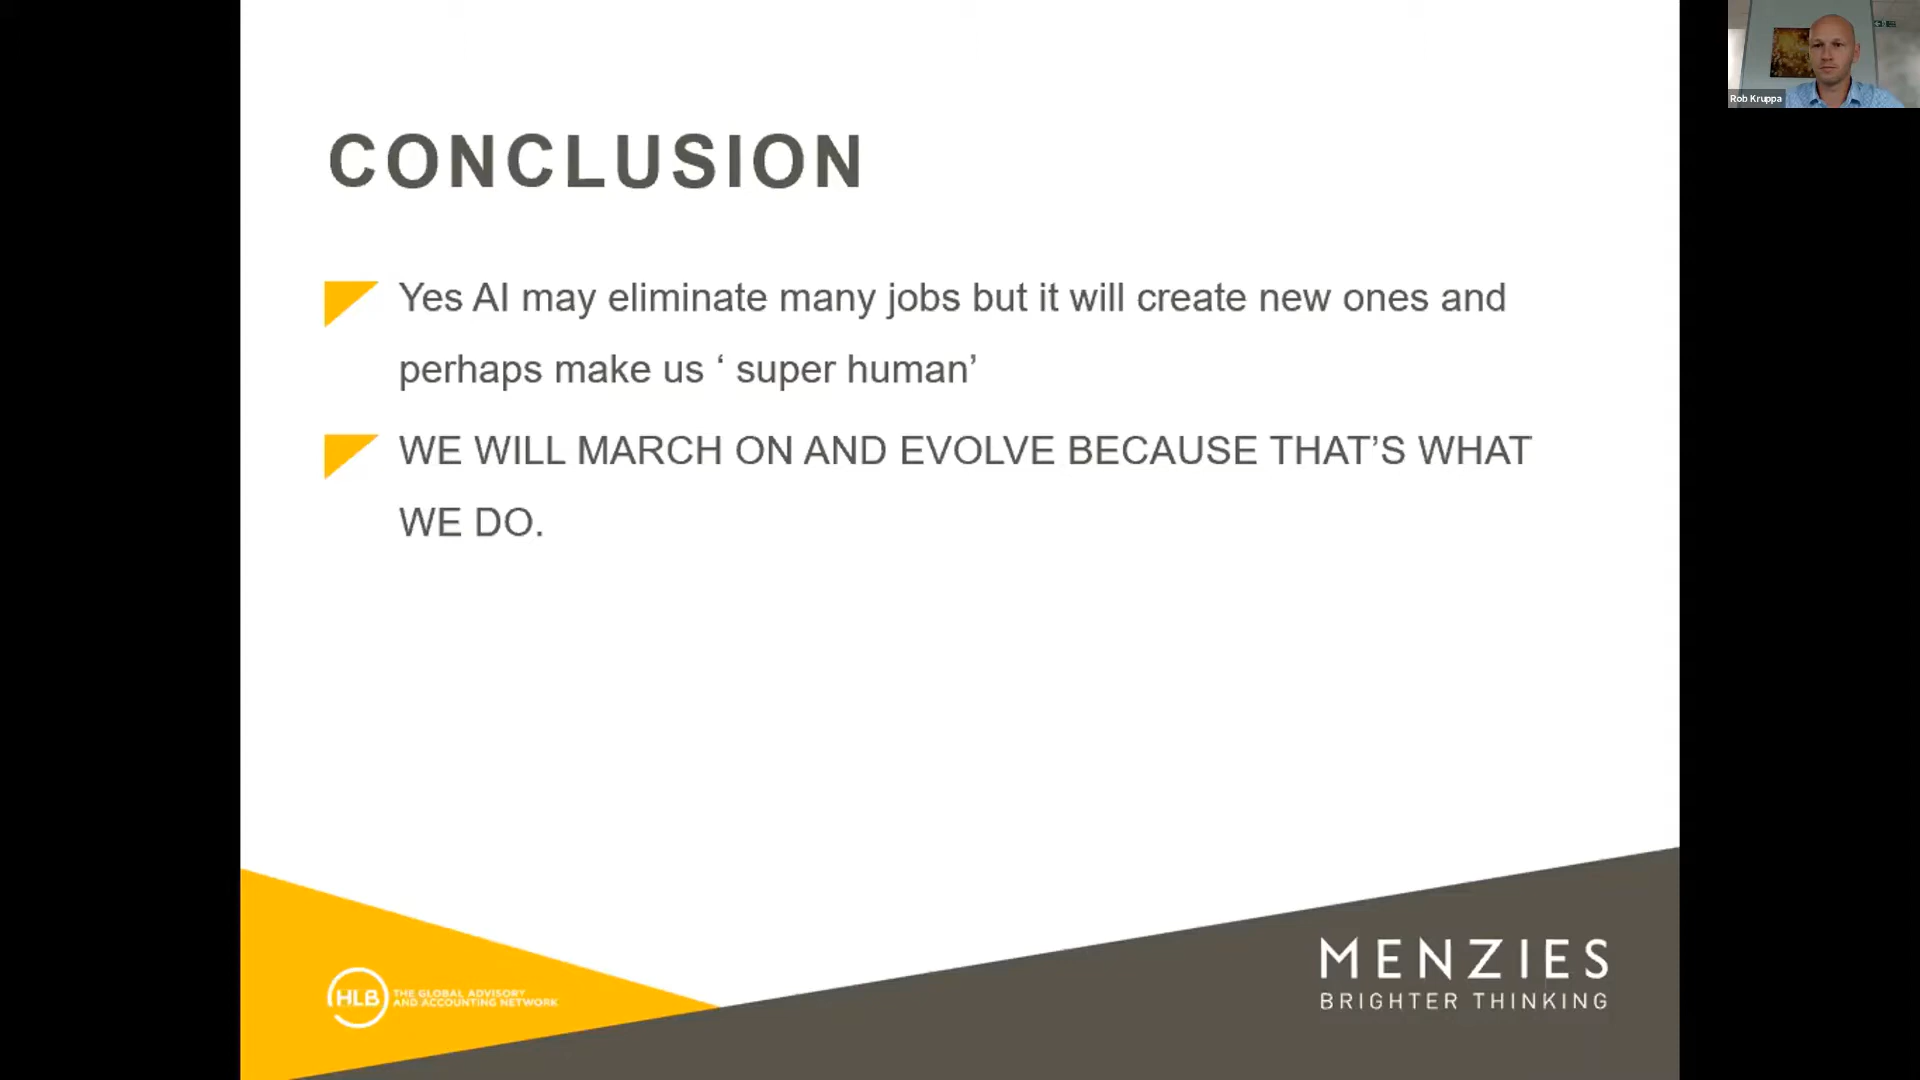 CONCLUSION
Yes AI may eliminate many jobs but it will create new ones and
perhaps make us ‘ super human’
WE WILL MARCH ON AND EVOLVE BECAUSE THAT’S WHAT
WE DO.
HLB
THE GLOBAL ADVISORY
AND ACCOUNTING NETWORK
MENZIES
BRIGHTER THINKING
Rob Kruppa